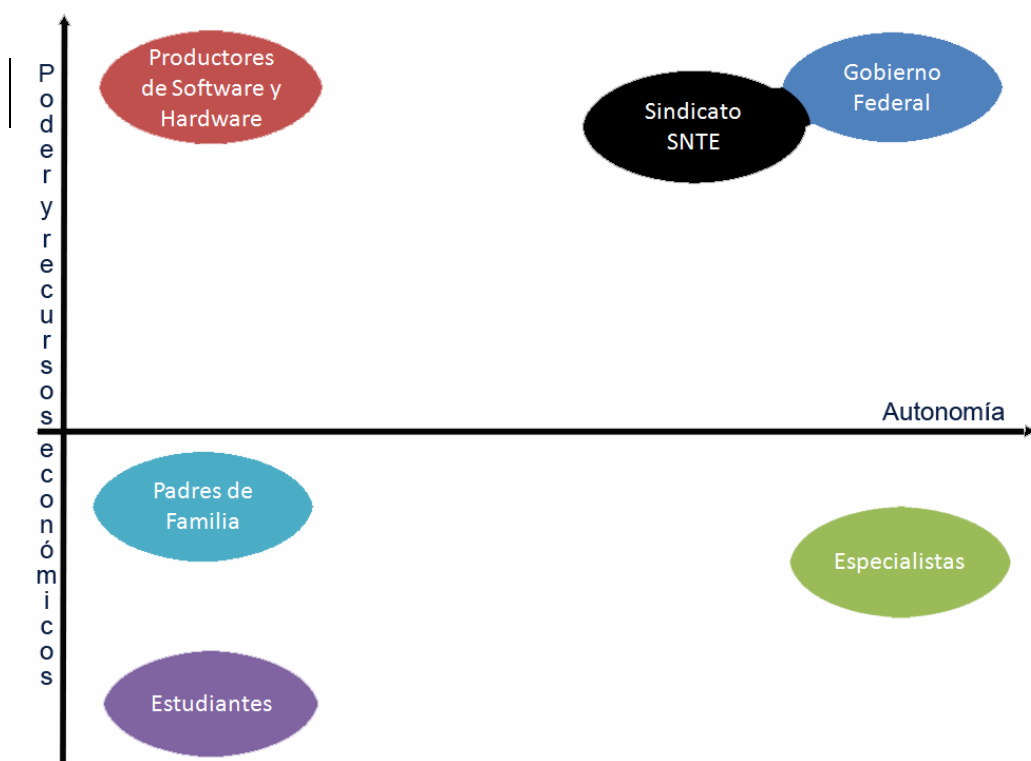 Poder y recursos económicos
Productores
de Software y
Hardware
Sindicato
SNTE
Gobierno
Federal
Autonomía
Padres de
Familia
Especialistas
Estudiantes